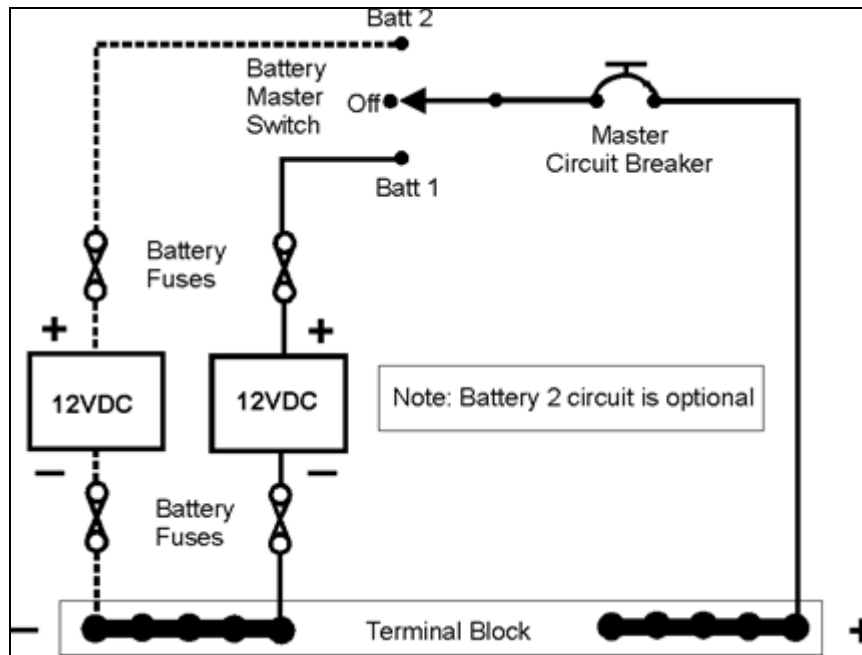 Batt 2
Battery
Master
Switch
Off
Master
Circuit Breaker
Batt 1
Battery
Fuses
+
+
12VDC
12VDC
Note: Battery 2 circuit is optional
−
−
Battery
Fuses
−
Terminal Block
+